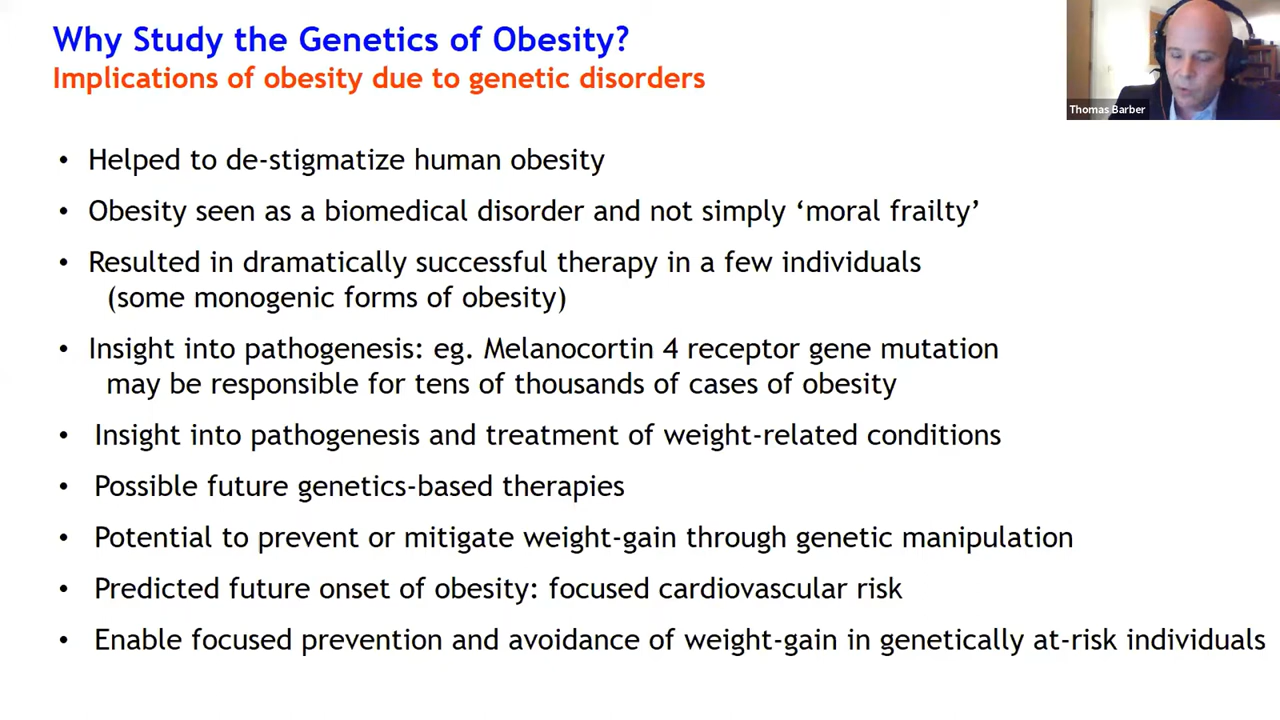 Why Study the Genetics of Obesity?
Implications of obesity due to genetic disorders
Thomas Barber
• Helped to de-stigmatize human obesity
• Obesity seen as a biomedical disorder and not simply ‘moral frailty’
• Resulted in dramatically successful therapy in a few individuals
(some monogenic forms of obesity)
• Insight into pathogenesis: eg. Melanocortin 4 receptor gene mutation
may be responsible for tens of thousands of cases of obesity
• Insight into pathogenesis and treatment of weight-related conditions
• Possible future genetics-based therapies
• Potential to prevent or mitigate weight-gain through genetic manipulation
• Predicted future onset of obesity: focused cardiovascular risk
• Enable focused prevention and avoidance of weight-gain in genetically at-risk individuals